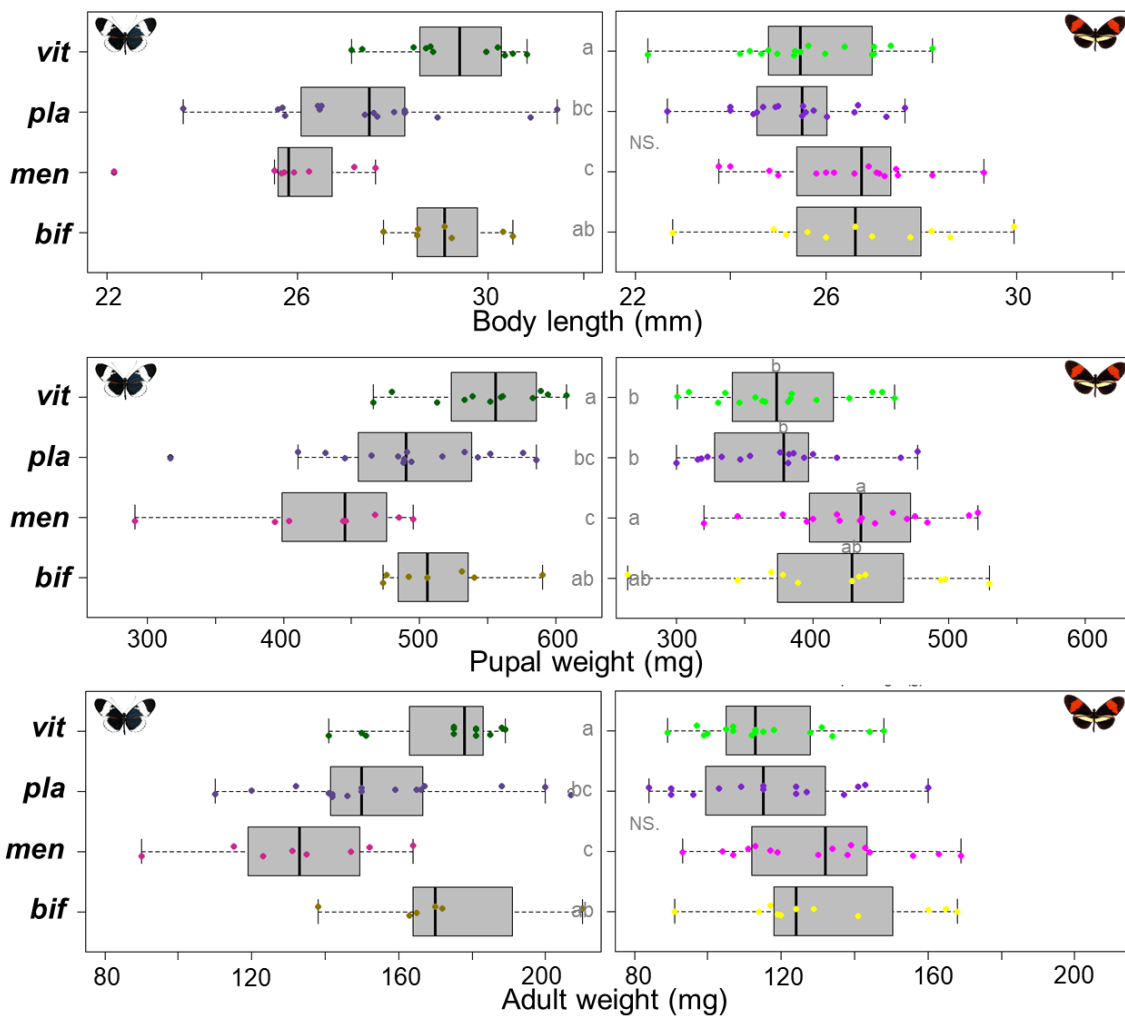 vit
a
pla
bc
NS.
men
c
bif
ab
22 26 30 22 26 30
Body length (mm)
b
vit
a b
b
pla
bc b
a
men
c a
ab
bif
ab ab
300 400 500 600 300 400 500 600
Pupal weight (mg)
vit
a
pla
bc
NS.
men
c
bif
ab
80 120 160 200 80 120 160 200
Adult weight (mg)